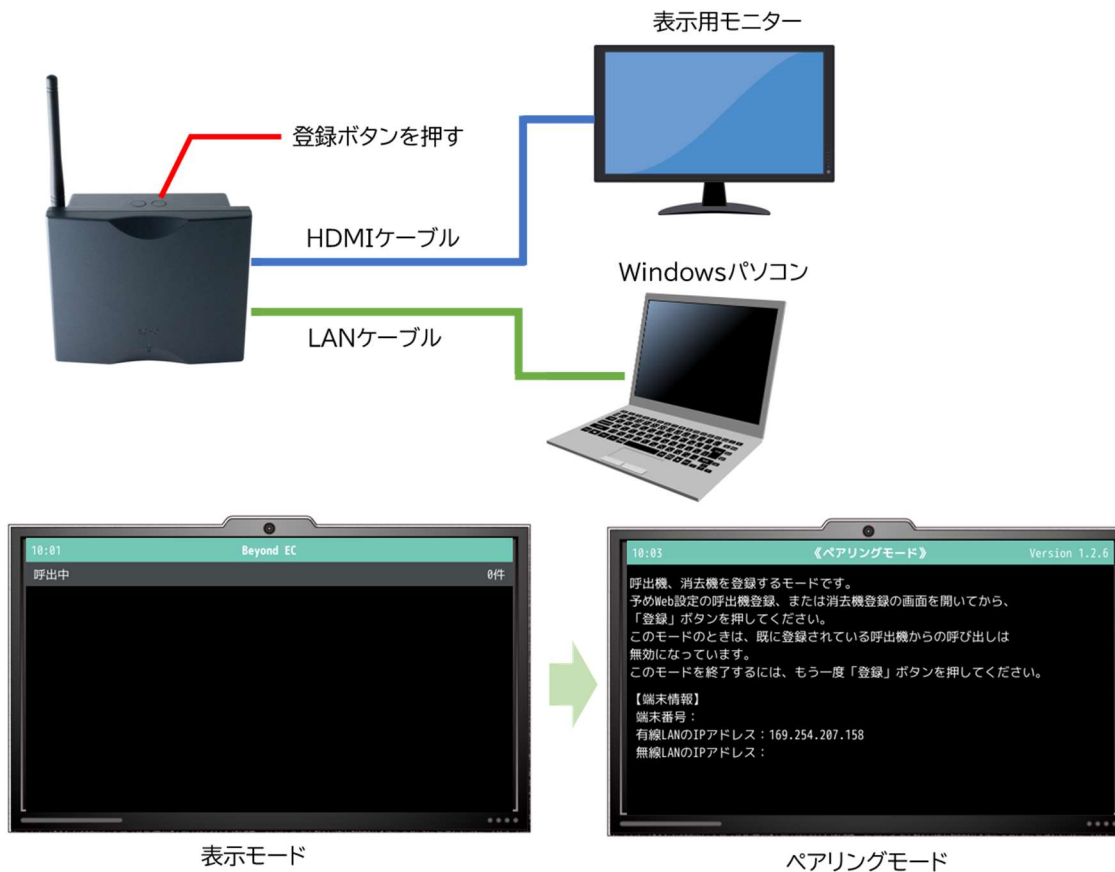 表示用モニター
登録ボタンを押す
HDMIケーブル
Windowsパソコン
LANケーブル
10:01 Beyond EC
呼出中 0件
10:03 《ペアリングモード》 Version 1.2.6
呼出機、消去機を登録するモードです。
予めWeb設定の呼出機登録、または消去機登録の画面を開いてから、
「登録」ボタンを押してください。
このモードのときは、既に登録されている呼出機からの呼び出しは
無効になっています。
このモードを終了するには、もう一度「登録」ボタンを押してください。
【端末情報】
端末番号：
有線LANのIPアドレス：169.254.207.158
無線LANのIPアドレス：
表示モード
ペアリングモード